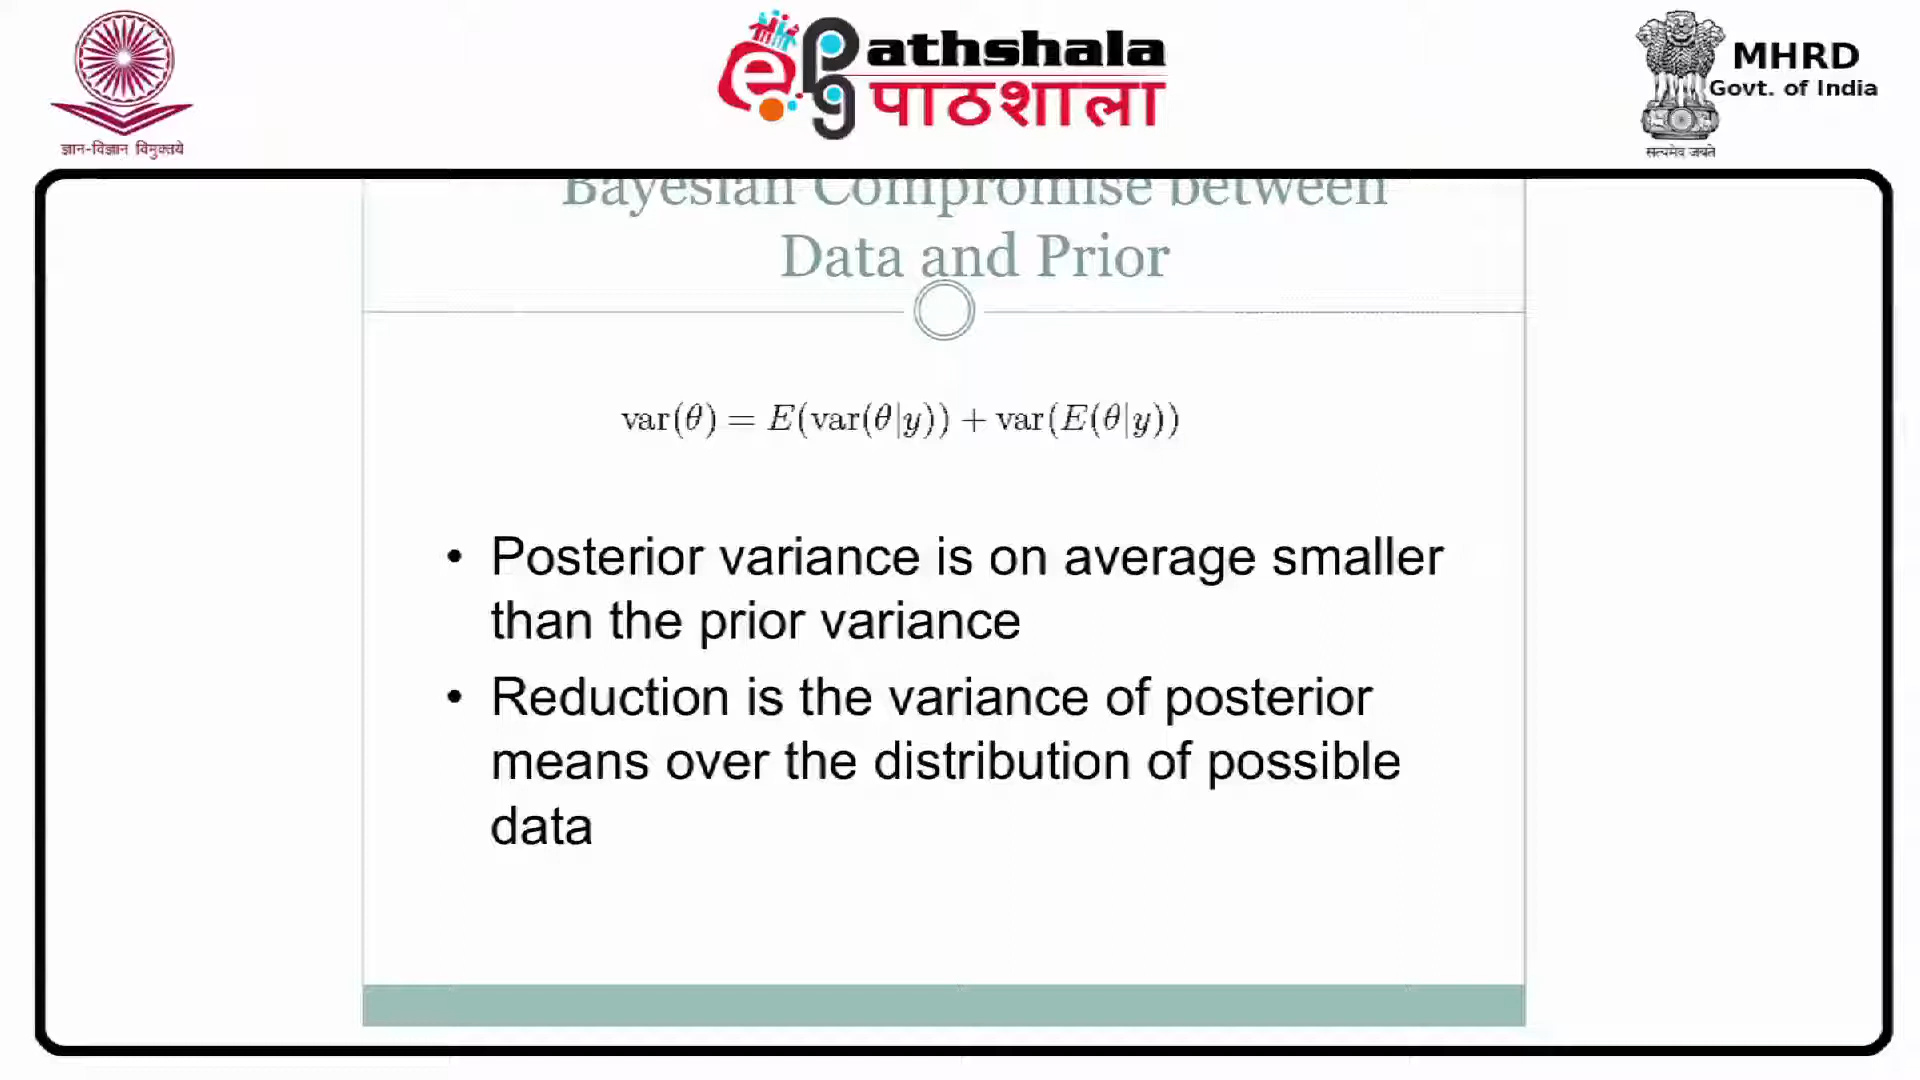 ज्ञान-विज्ञान विमुक्तये
ePGathshala
पाठशाला
MHRD
Govt. of India
सत्यमेव जयते
Bayesian Compromise between
Data and Prior
var(θ) = E(var(θ|y)) + var(E(θ|y))
• Posterior variance is on average smaller
than the prior variance
• Reduction is the variance of posterior
means over the distribution of possible
data